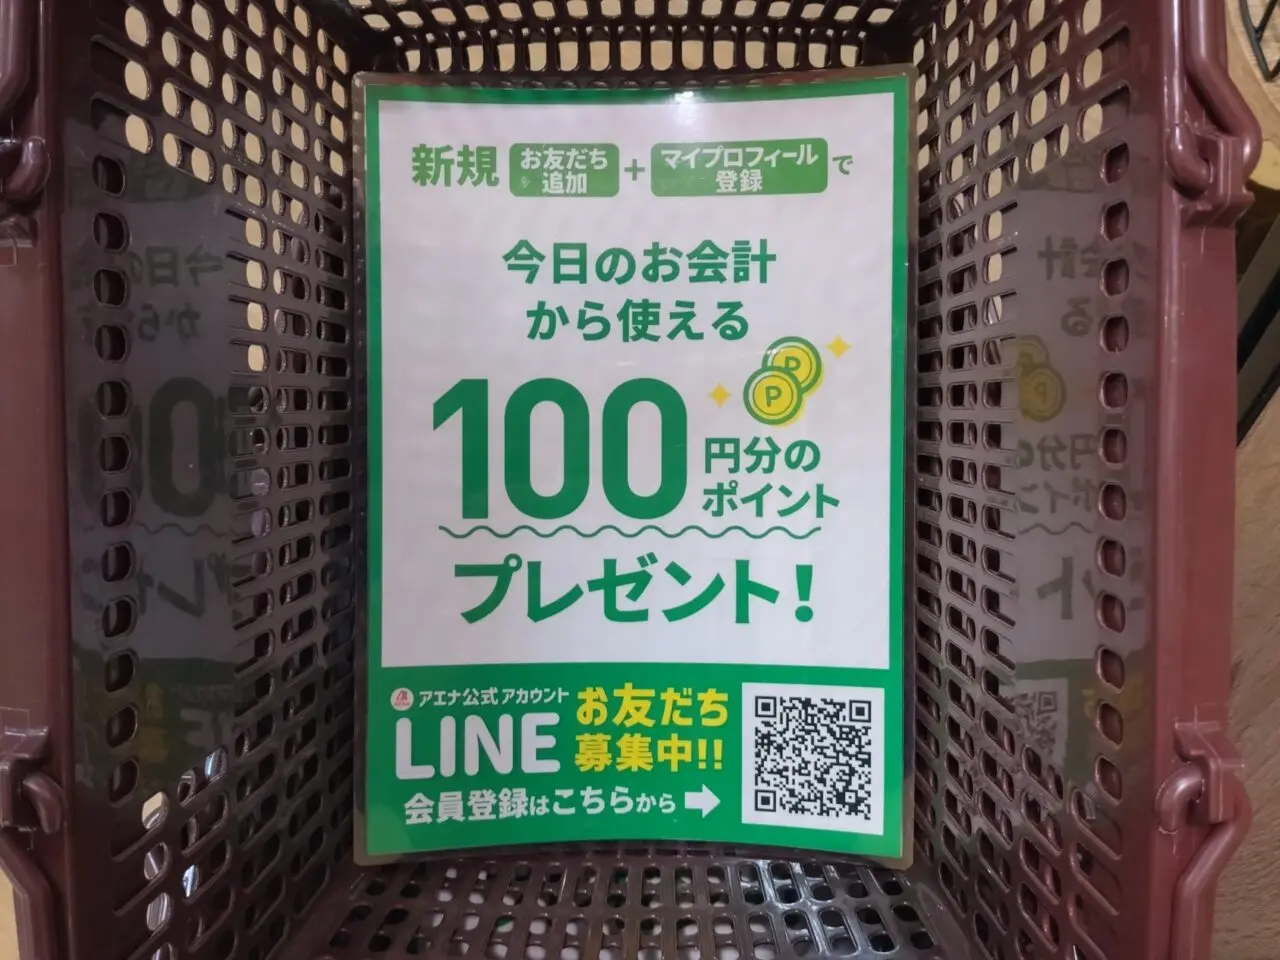 新規 お友だち追加 + マイプロフィール登録 で
今日のお会計
から使える
100円分のポイント
プレゼント!
アエナ公式アカウント
LINE お友だち募集中!!
会員登録はこちらから→